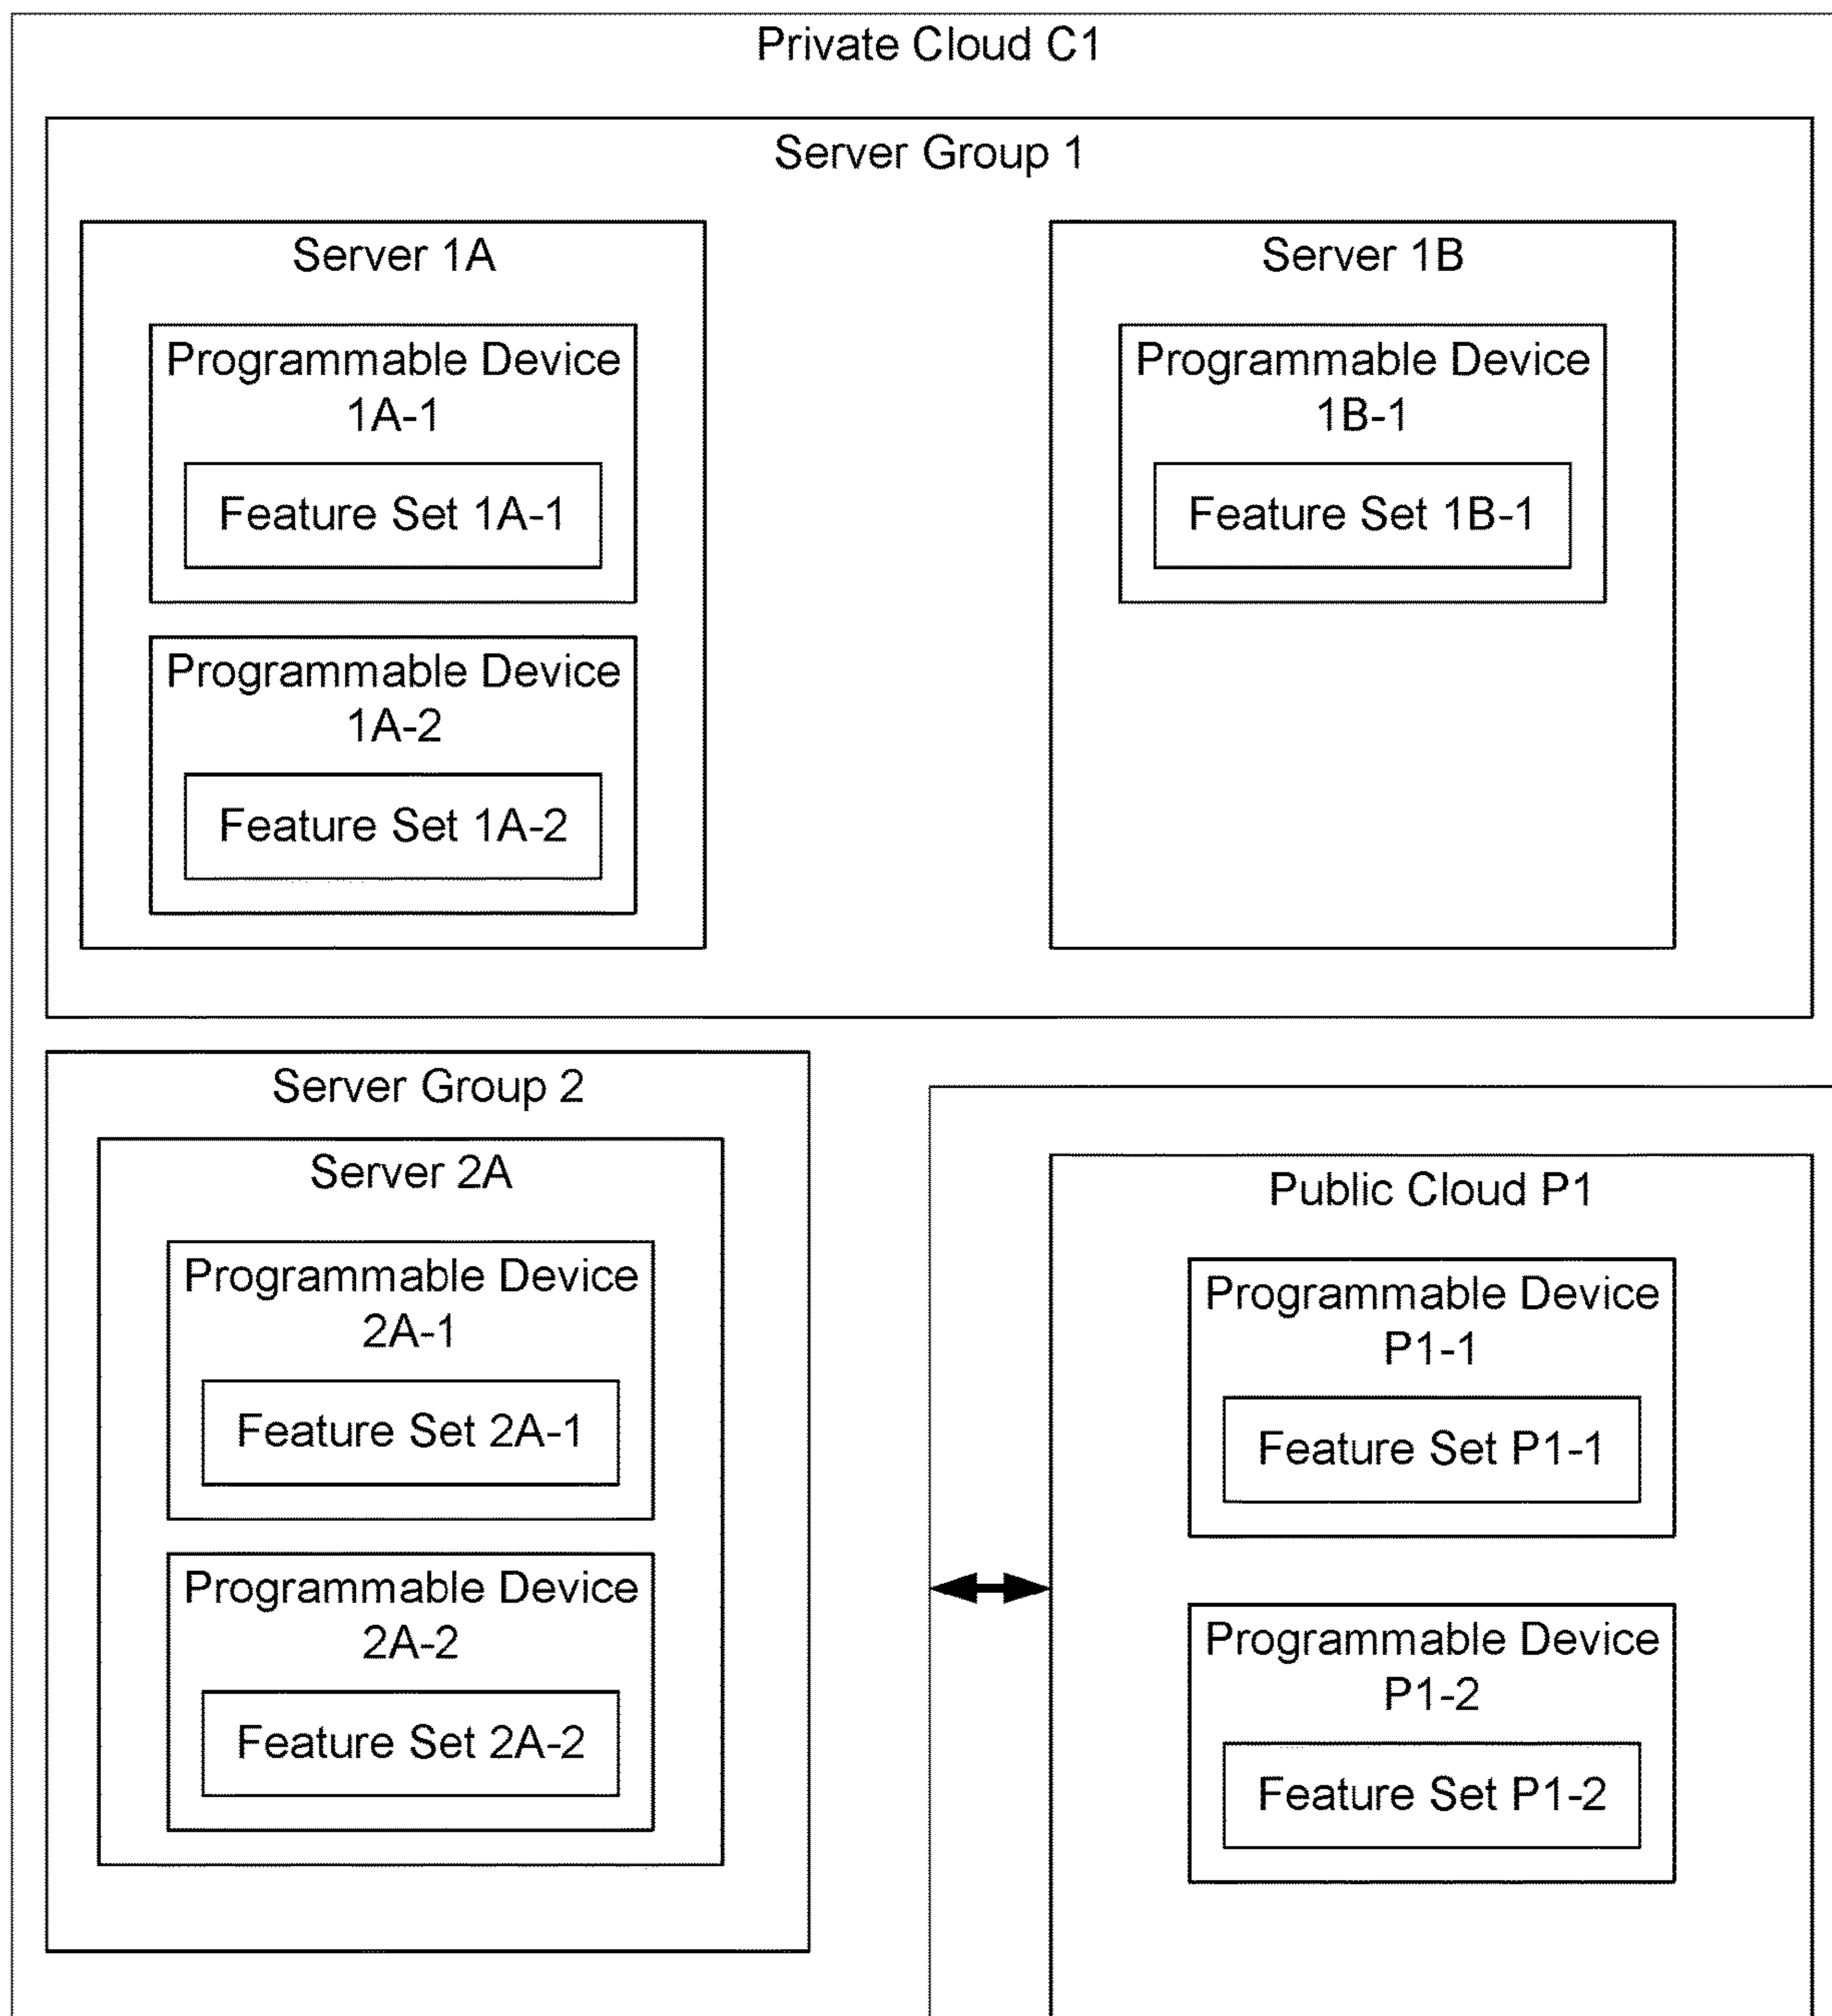 Private Cloud C1
Server Group 1
Server 1A
Programmable Device
1A-1
Feature Set 1A-1
Programmable Device
1A-2
Feature Set 1A-2
Server 1B
Programmable Device
1B-1
Feature Set 1B-1
Server Group 2
Server 2A
Programmable Device
2A-1
Feature Set 2A-1
Programmable Device
2A-2
Feature Set 2A-2
Public Cloud P1
Programmable Device
P1-1
Feature Set P1-1
Programmable Device
P1-2
Feature Set P1-2